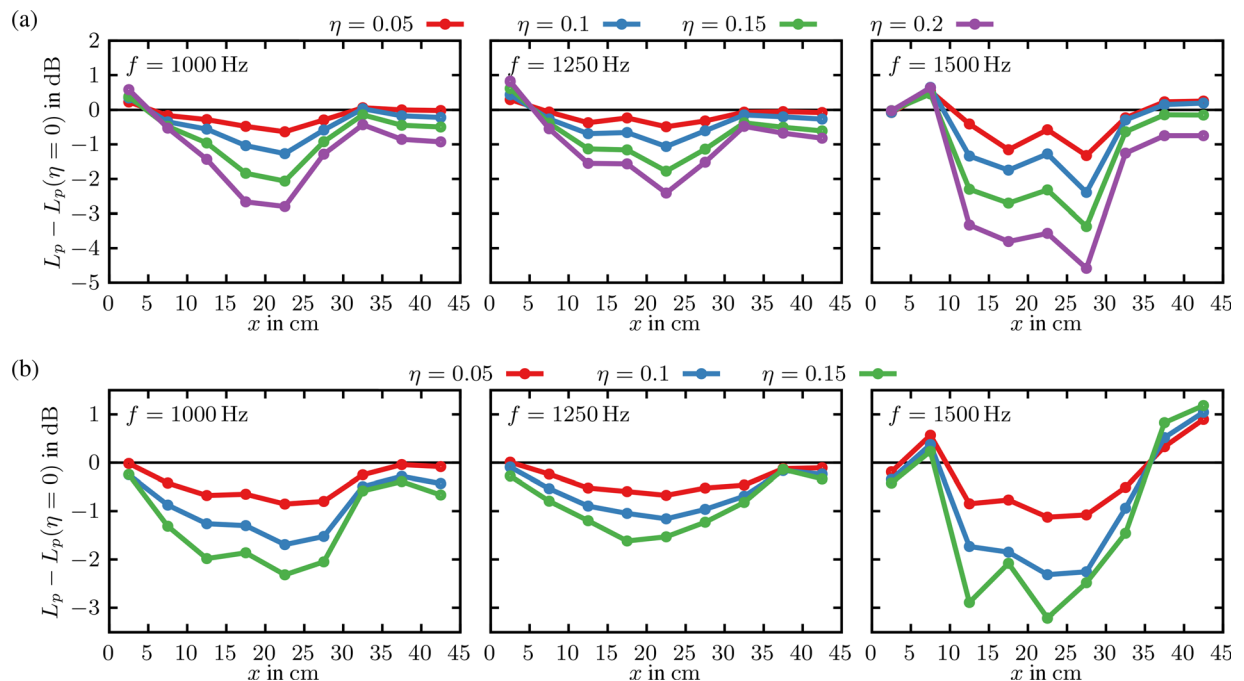 (a)
η = 0.05 η = 0.1 η = 0.15 η = 0.2
L_p − L_p(η = 0) in dB
2
1
0
−1
−2
−3
−4
−5
f = 1000 Hz
f = 1250 Hz
f = 1500 Hz
0 5 10 15 20 25 30 35 40 45
0 5 10 15 20 25 30 35 40 45
0 5 10 15 20 25 30 35 40 45
x in cm
x in cm
x in cm
(b)
η = 0.05 η = 0.1 η = 0.15
L_p − L_p(η = 0) in dB
1
0
−1
−2
−3
f = 1000 Hz
f = 1250 Hz
f = 1500 Hz
0 5 10 15 20 25 30 35 40 45
0 5 10 15 20 25 30 35 40 45
0 5 10 15 20 25 30 35 40 45
x in cm
x in cm
x in cm